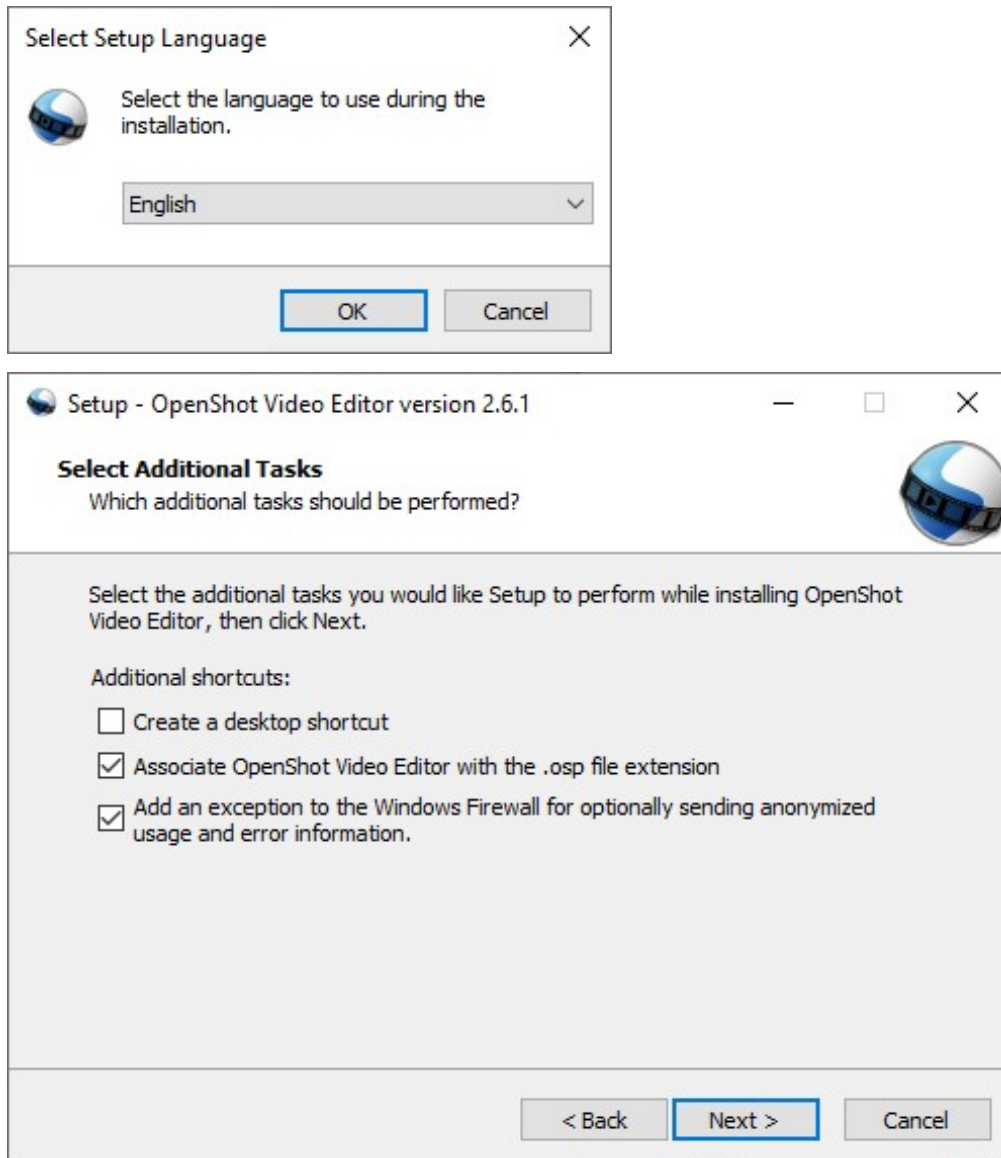 Select Setup Language
Select the language to use during the
installation.
English
OK
Cancel
Setup - OpenShot Video Editor version 2.6.1
Select Additional Tasks
Which additional tasks should be performed?
Select the additional tasks you would like Setup to perform while installing OpenShot
Video Editor, then click Next.
Additional shortcuts:
Create a desktop shortcut
Associate OpenShot Video Editor with the .osp file extension
Add an exception to the Windows Firewall for optionally sending anonymized
usage and error information.
< Back
Next >
Cancel